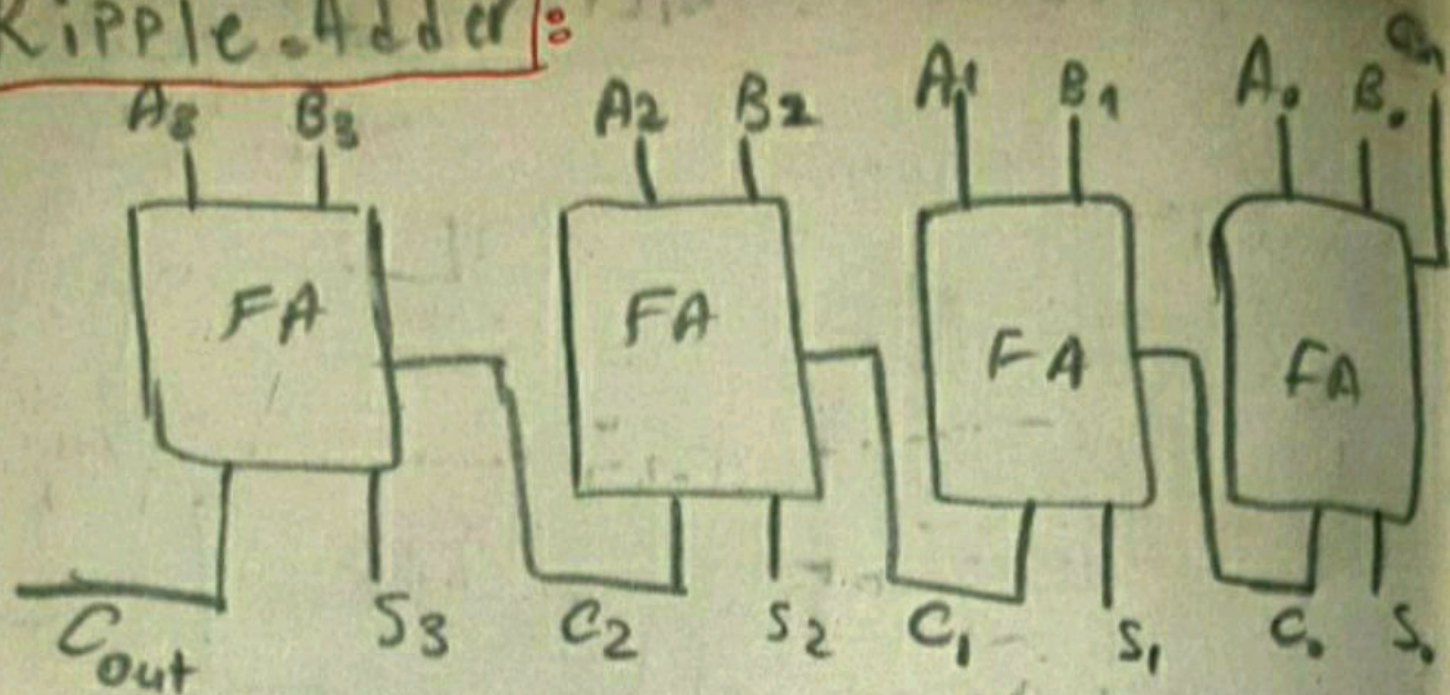 Ripple Adder:
A3 B3 A2 B2 A1 B1 A0 B0 Cin
FA FA FA FA
Cout S3 C2 S2 C1 S1 C0 S0